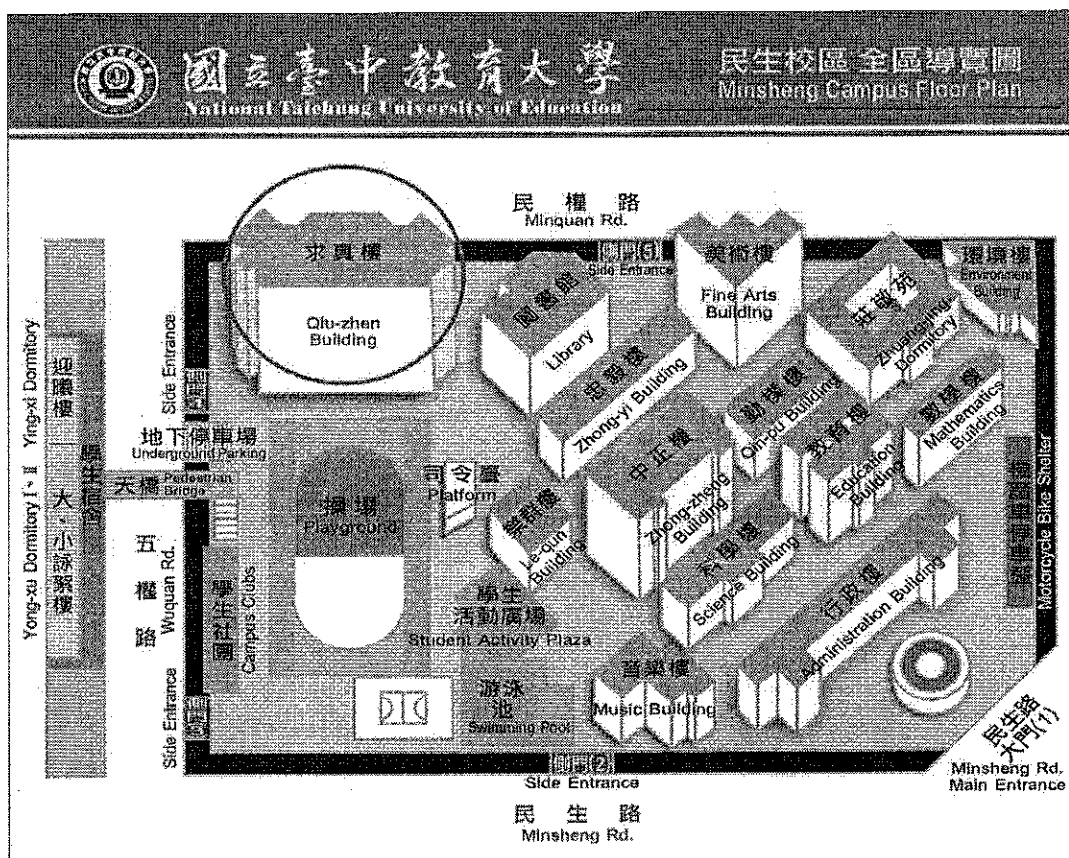 國立臺中教育大學
National Taichung University of Education
民生校區 全區導覽圖
Minsheng Campus Floor Plan
民權路
Minquan Rd.
求真樓
Qiu-zhen
Building
Side Entrance
圖書館
Library
美術樓
Fine Arts
Building
莊敬苑
Zhuangjing
Dormitory
環境樓
Environment
Building
忠毅樓
Zhong-yi Building
勤樸樓
Qin-pu Building
教育樓
Education
Building
數理樓
Mathematics
Building
中正樓
Zhong-zheng
Building
樂群樓
Le-qun
Building
科學樓
Science Building
行政樓
Administration Building
音樂樓
Music Building
司令臺
Platform
操場
Playground
學生
活動廣場
Student Activity Plaza
游泳
池
Swimming Pool
地下停車場
Underground Parking
天橋
Pedestrian
Bridge
Side Entrance
五權路
Wuquan Rd.
學生社團
Campus Clubs
Side Entrance
迎曦樓
Ying-xi Dormitory
大、小詠絮樓
Yong-xu Dormitory I、II
學生宿舍
機車停車棚
Motorcycle Bike Shelter
民生路
大門(1)
Minsheng Rd.
Main Entrance
側門(2)
Side Entrance
民生路
Minsheng Rd.